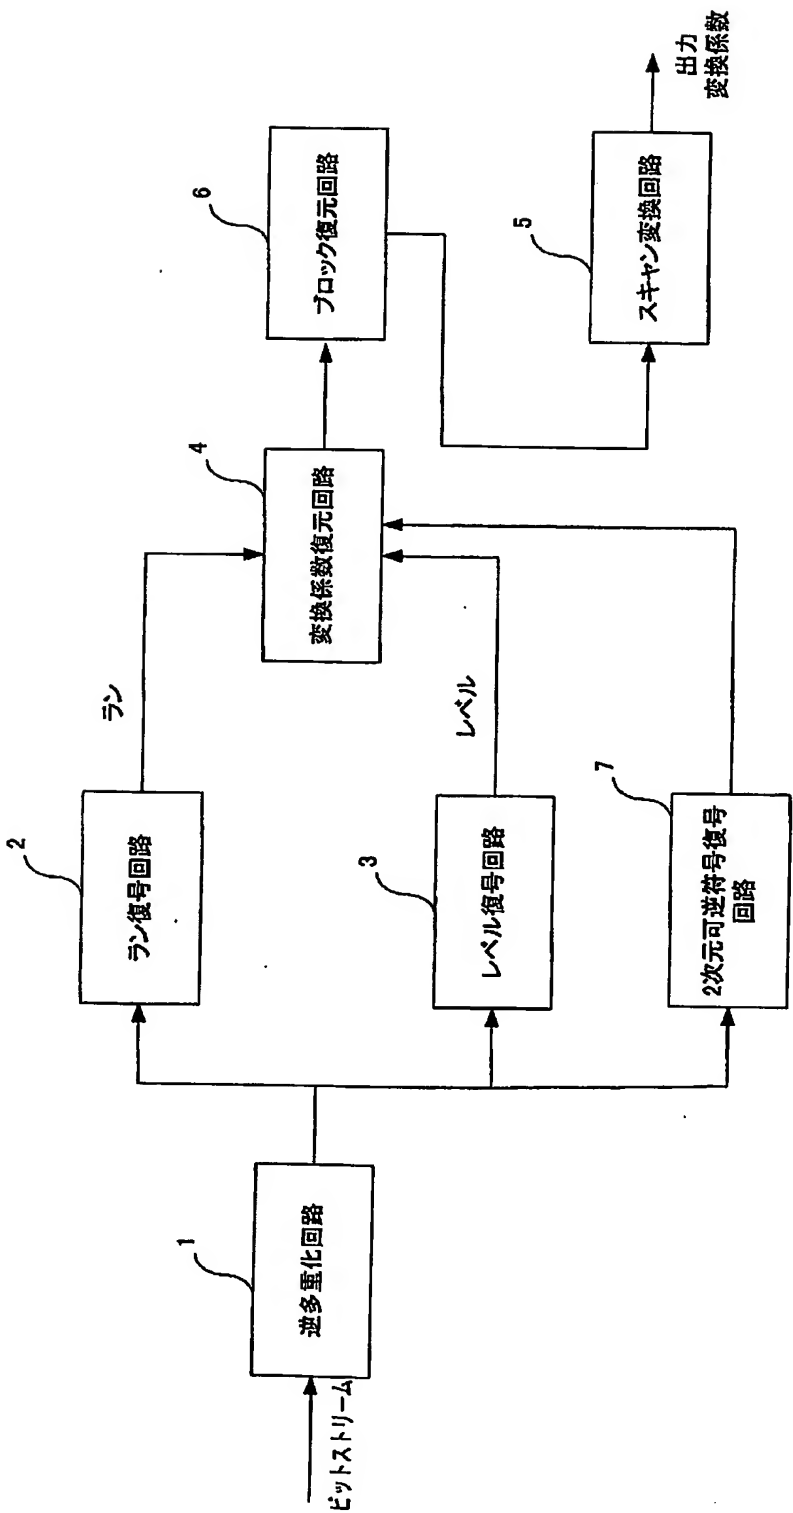 ビットストリーム
1
逆多重化回路
2
ラン復号回路
ラン
3
レベル復号回路
レベル
7
2次元可逆符号復号
回路
4
変換係数復元回路
6
ブロック復元回路
5
スキャン変換回路
出力
変換係数